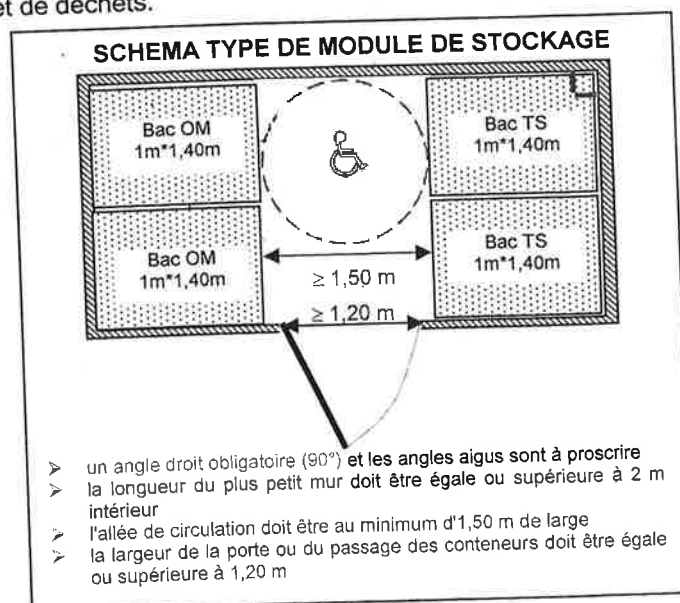 et de déchets.
SCHEMA TYPE DE MODULE DE STOCKAGE
Bac OM
1m*1,40m
Bac TS
1m*1,40m
Bac OM
1m*1,40m
Bac TS
1m*1,40m
≥ 1,50 m
≥ 1,20 m
➢ un angle droit obligatoire (90°) et les angles aigus sont à proscrire
➢ la longueur du plus petit mur doit être égale ou supérieure à 2 m
intérieur
➢ l'allée de circulation doit être au minimum d'1,50 m de large
➢ la largeur de la porte ou du passage des conteneurs doit être égale
ou supérieure à 1,20 m